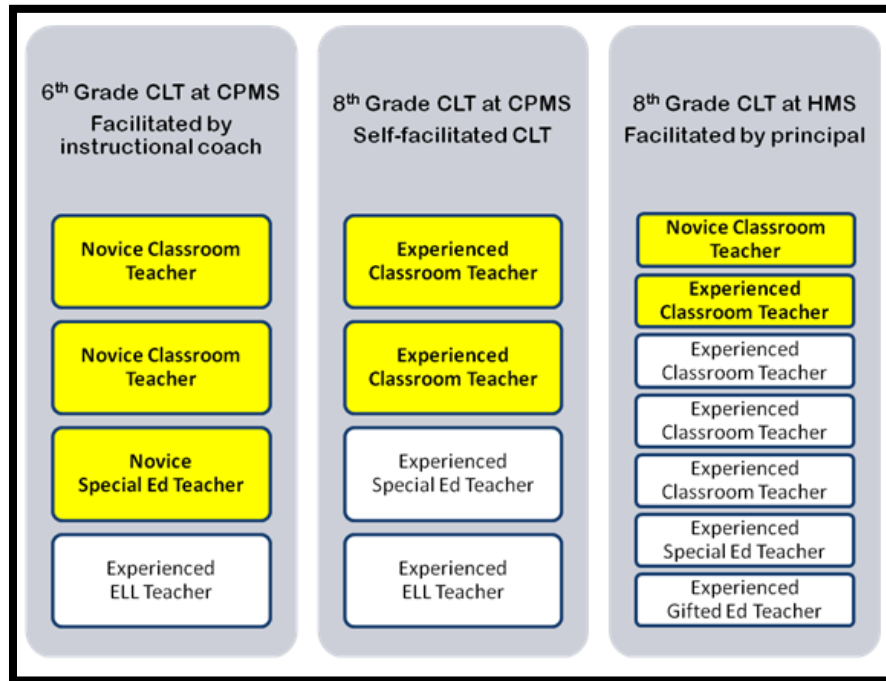 6th Grade CLT at CPMS
Facilitated by
instructional coach
Novice Classroom
Teacher
Novice Classroom
Teacher
Novice
Special Ed Teacher
Experienced
ELL Teacher
8th Grade CLT at CPMS
Self-facilitated CLT
Experienced
Classroom Teacher
Experienced
Classroom Teacher
Experienced
Special Ed Teacher
Experienced
ELL Teacher
8th Grade CLT at HMS
Facilitated by principal
Novice Classroom
Teacher
Experienced
Classroom Teacher
Experienced
Classroom Teacher
Experienced
Classroom Teacher
Experienced
Classroom Teacher
Experienced
Special Ed Teacher
Experienced
Gifted Ed Teacher